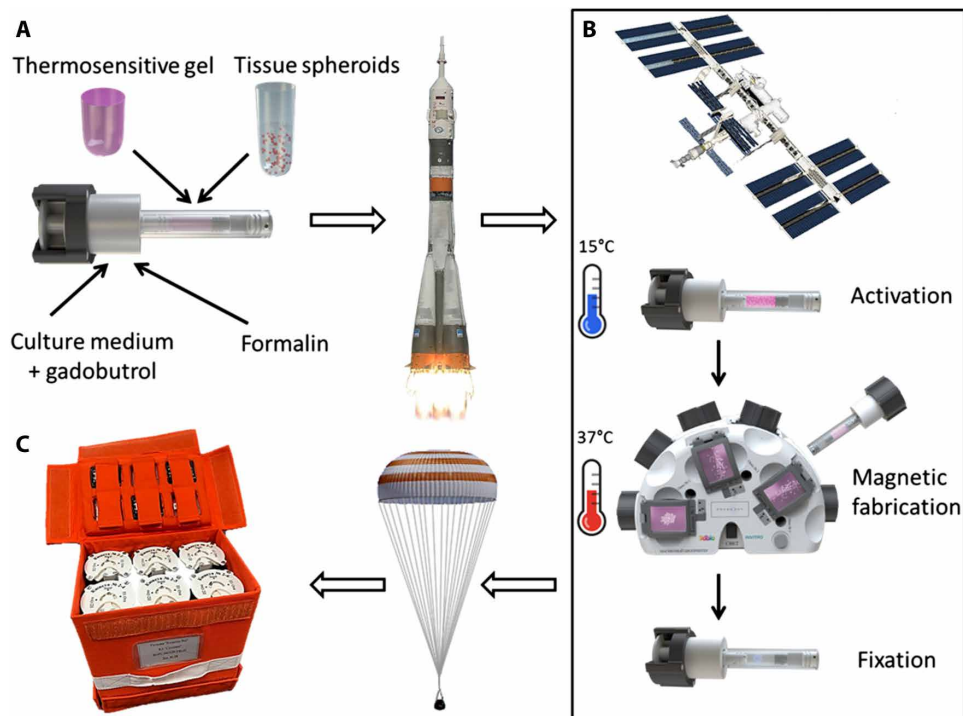 A
Thermosensitive gel
Tissue spheroids
Culture medium
+ gadobutrol
Formalin
B
15°C
Activation
37°C
Magnetic
fabrication
Fixation
C